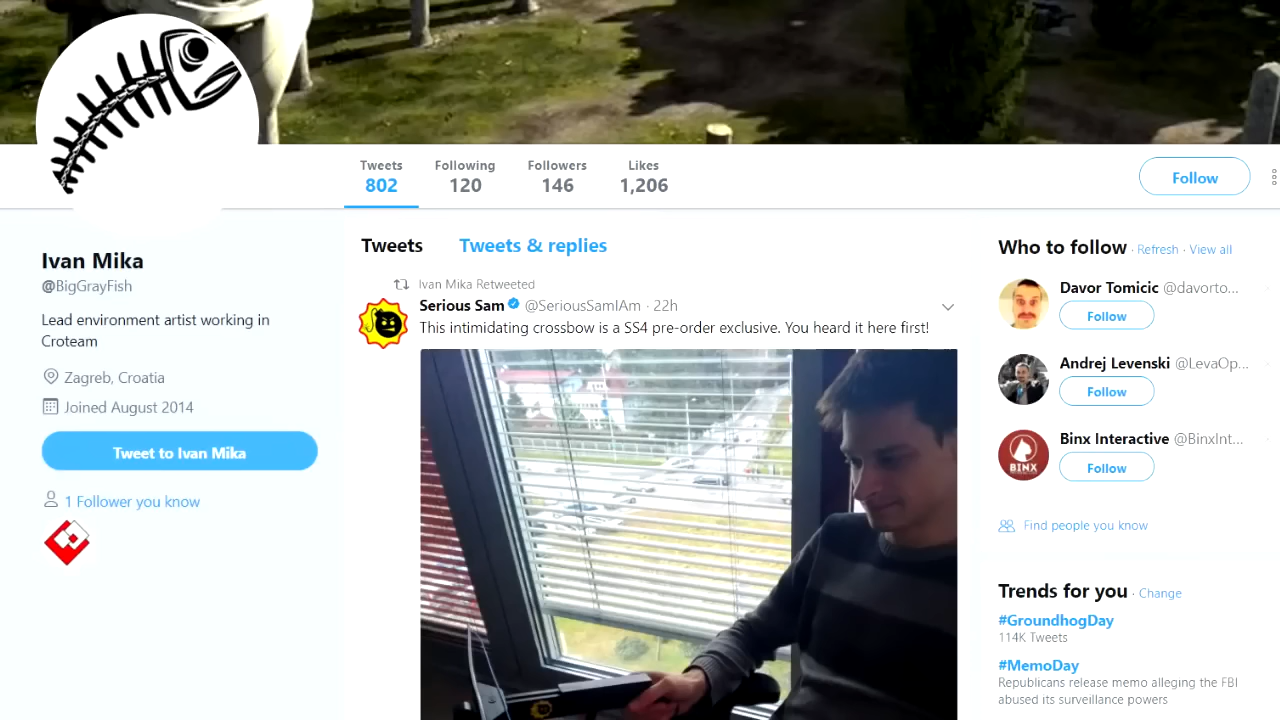 Tweets
802
Following
120
Followers
146
Likes
1,206
Follow
Ivan Mika
@BigGrayFish
Lead environment artist working in
Croteam
Zagreb, Croatia
Joined August 2014
Tweet to Ivan Mika
1 Follower you know
Tweets
Tweets & replies
Ivan Mika Retweeted
Serious Sam @SeriousSamIAm · 22h
This intimidating crossbow is a SS4 pre-order exclusive. You heard it here first!
Who to follow · Refresh · View all
Davor Tomicic @davorto...
Follow
Andrej Levenski @LevaOp...
Follow
BINX
Binx Interactive @BinxInt...
Follow
Find people you know
Trends for you · Change
#GroundhogDay
114K Tweets
#MemoDay
Republicans release memo alleging the FBI
abused its surveillance powers